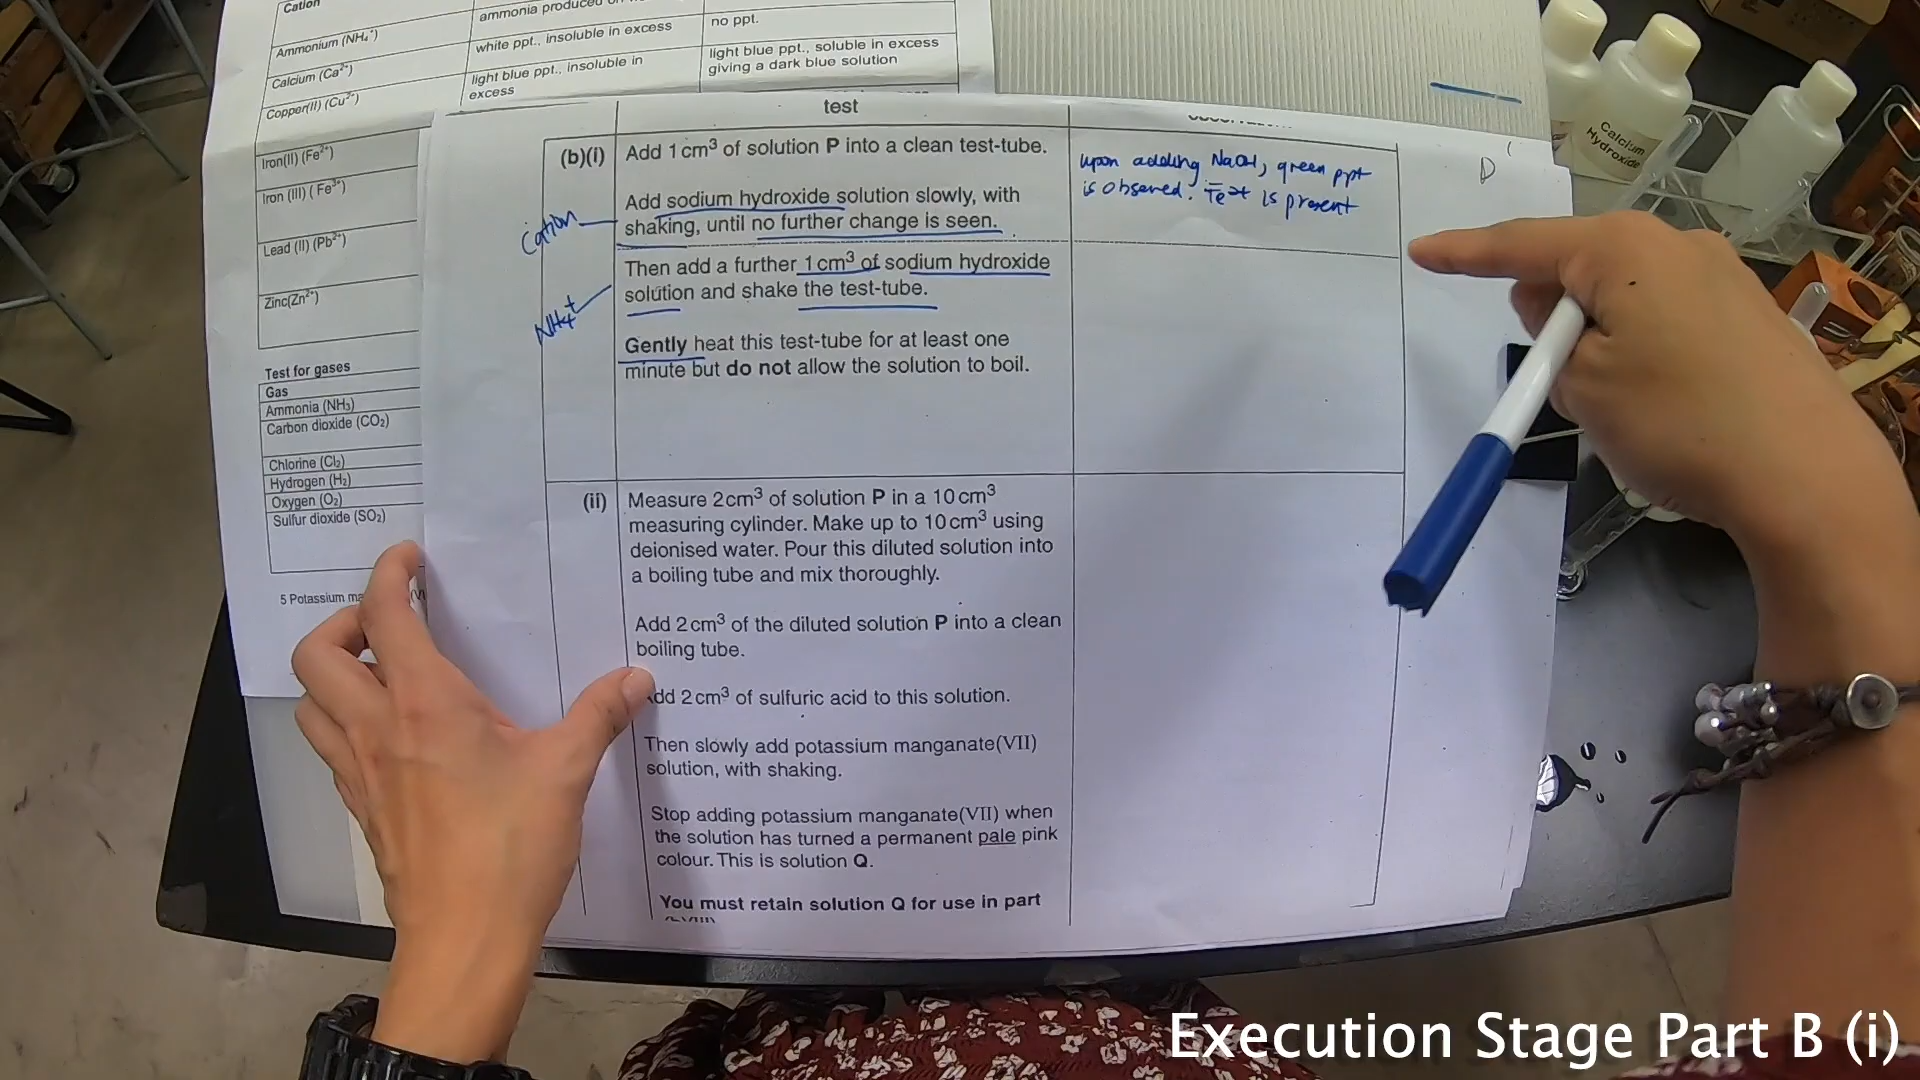 Cation
ammonia produced on
Ammonium (NH₄⁺)
white ppt., insoluble in excess
no ppt.
Calcium (Ca²⁺)
light blue ppt., insoluble in
excess
light blue ppt., soluble in excess
giving a dark blue solution
Copper(II) (Cu²⁺)
Iron(II) (Fe²⁺)
Iron (III) ( Fe³⁺)
Lead (II) (Pb²⁺)
Zinc(Zn²⁺)
Test for gases
Gas
Ammonia (NH₃)
Carbon dioxide (CO₂)
Chlorine (Cl₂)
Hydrogen (H₂)
Oxygen (O₂)
Sulfur dioxide (SO₂)
5 Potassium ma
test
(b)(i) Add 1 cm³ of solution P into a clean test-tube.
Add sodium hydroxide solution slowly, with
shaking, until no further change is seen.
Cation
Then add a further 1 cm³ of sodium hydroxide
solution and shake the test-tube.
NH₄⁺
Gently heat this test-tube for at least one
minute but do not allow the solution to boil.
upon adding NaOH, green ppt
is observed. Fe²⁺ is present
D
(ii) Measure 2 cm³ of solution P in a 10 cm³
measuring cylinder. Make up to 10 cm³ using
deionised water. Pour this diluted solution into
a boiling tube and mix thoroughly.
Add 2 cm³ of the diluted solution P into a clean
boiling tube.
dd 2 cm³ of sulfuric acid to this solution.
Then slowly add potassium manganate(VII)
solution, with shaking.
Stop adding potassium manganate(VII) when
the solution has turned a permanent pale pink
colour. This is solution Q.
You must retain solution Q for use in part
Calcium
Hydroxide
Execution Stage Part B (i)